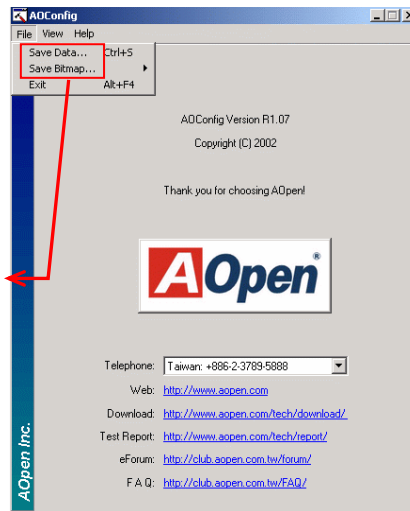 AOConfig
File View Help
Save Data... Ctrl+S
Save Bitmap...
Exit Alt+F4
AOConfig Version R1.07
Copyright (C) 2002
Thank you for choosing AOpen!
AOpen®
Telephone: Taiwan: +886-2-3789-5888
Web: http://www.aopen.com
Download: http://www.aopen.com/tech/download/
Test Report: http://www.aopen.com/tech/report/
eForum: http://club.aopen.com.tw/forum/
F A Q: http://club.aopen.com.tw/FAQ/
AOpen Inc.